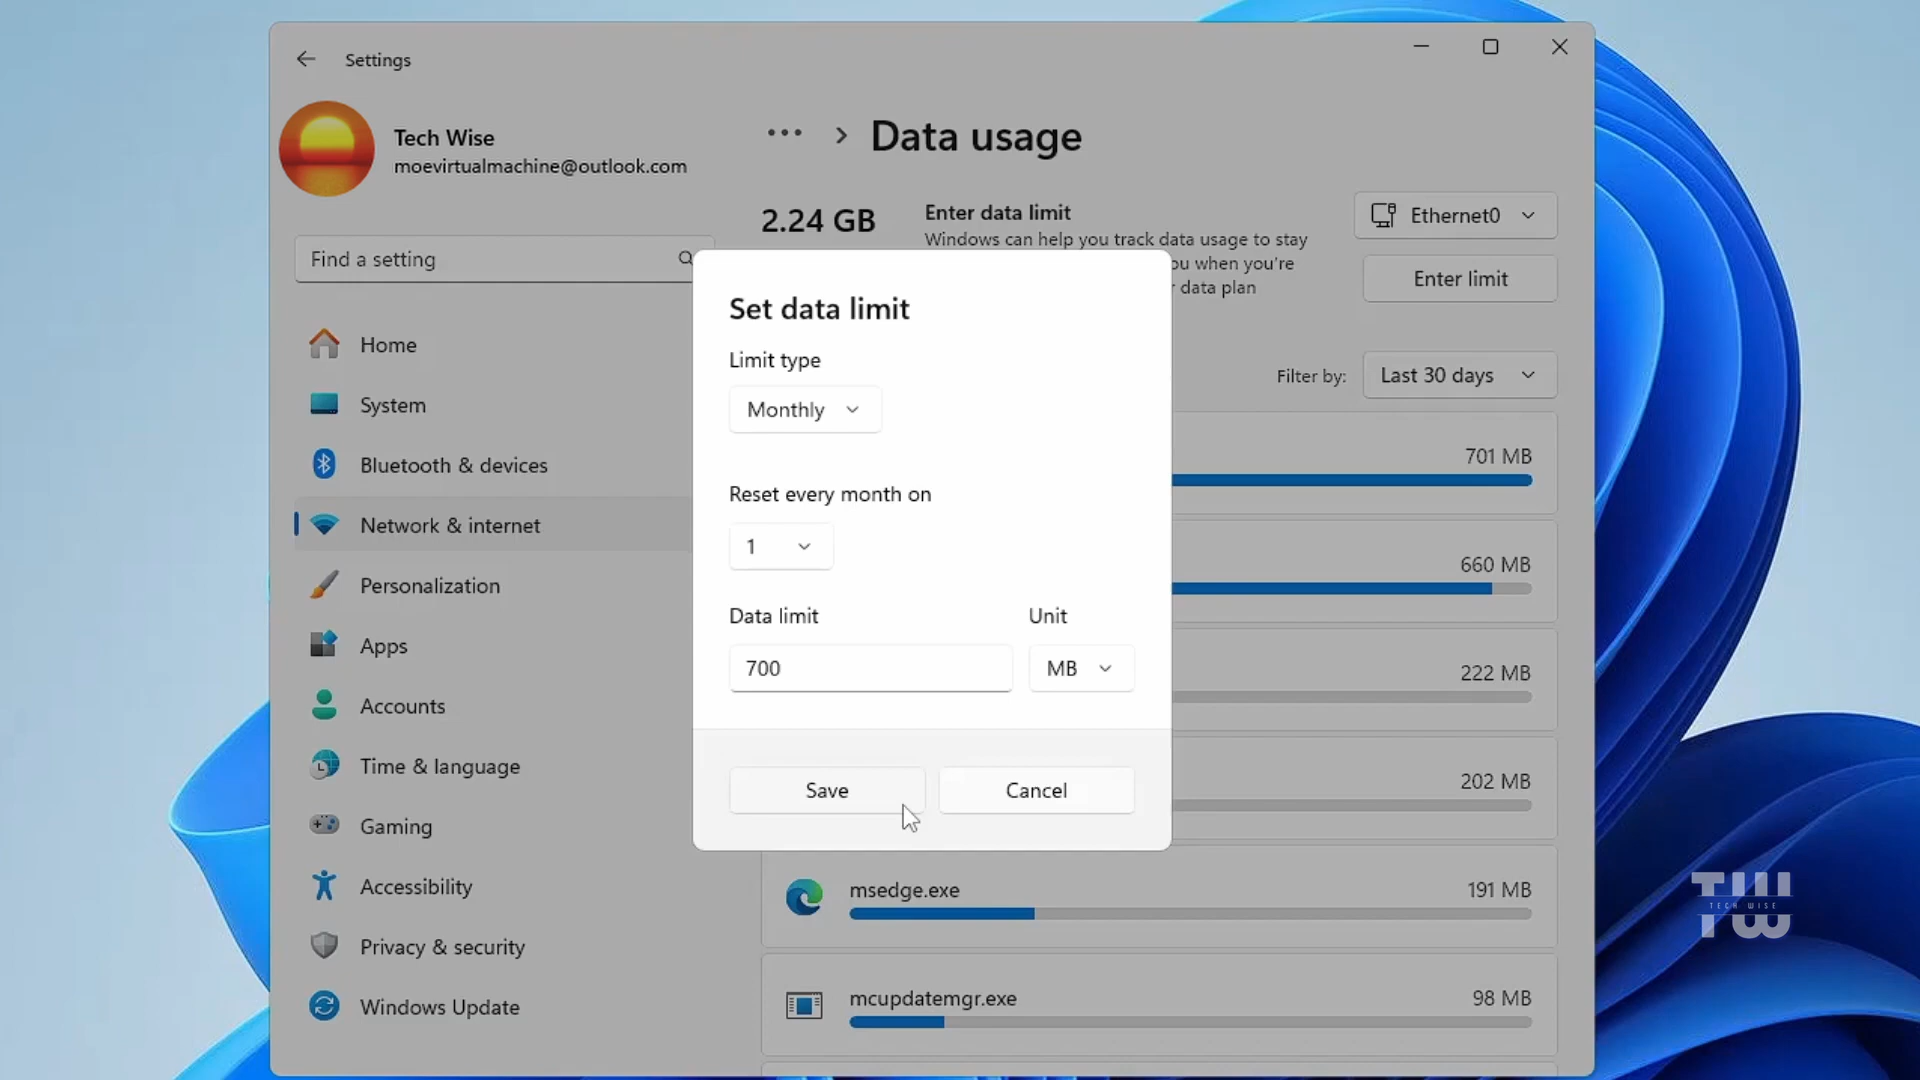 Settings
Tech Wise
moevirtualmachine@outlook.com
Find a setting
Home
System
Bluetooth & devices
Network & internet
Personalization
Apps
Accounts
Time & language
Gaming
Accessibility
Privacy & security
Windows Update
Data usage
2.24 GB
Enter data limit
Windows can help you track data usage to stay
you when you're
data plan
Ethernet0
Enter limit
Filter by:
Last 30 days
Set data limit
Limit type
Monthly
Reset every month on
1
Data limit
Unit
700
MB
Save
Cancel
701 MB
660 MB
222 MB
202 MB
msedge.exe
191 MB
mcupdatemgr.exe
98 MB
TW
TECH WISE